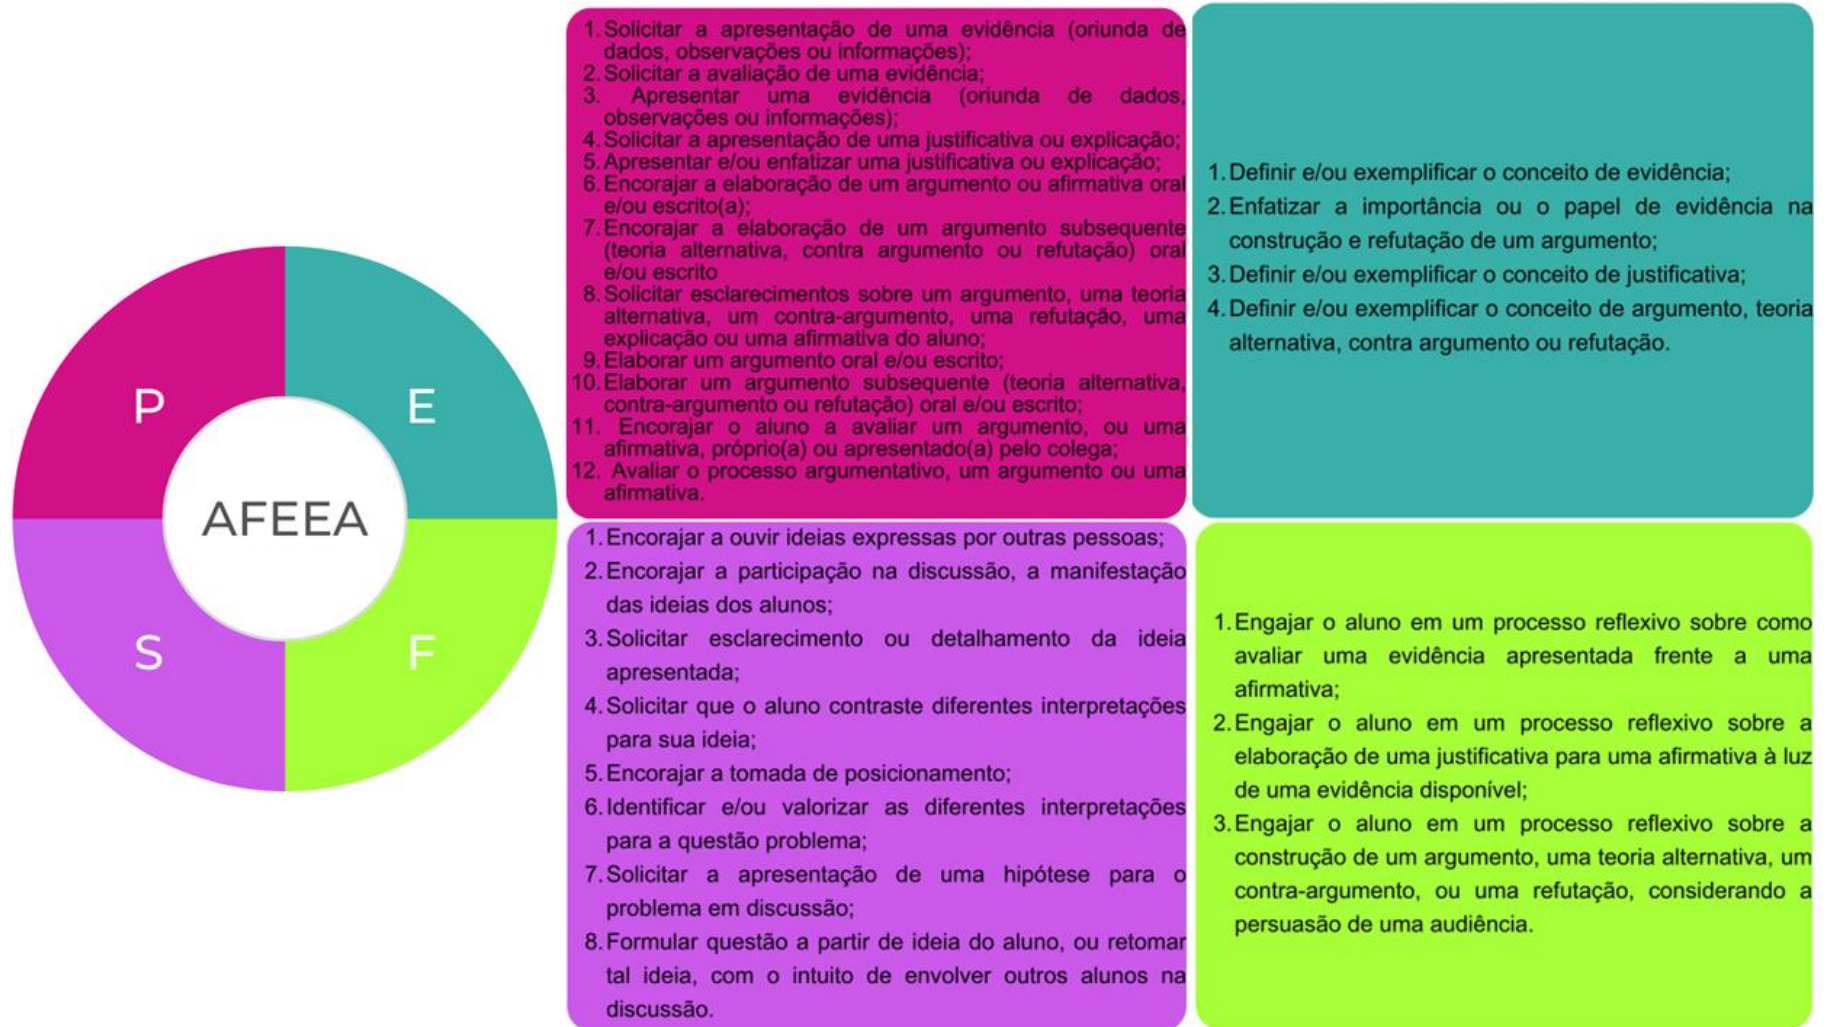 P
E
AFEEA
S
F
1. Solicitar a apresentação de uma evidência (oriunda de
dados, observações ou informações);
2. Solicitar a avaliação de uma evidência;
3. Apresentar uma evidência (oriunda de dados,
observações ou informações);
4. Solicitar a apresentação de uma justificativa ou explicação;
5. Apresentar e/ou enfatizar uma justificativa ou explicação;
6. Encorajar a elaboração de um argumento ou afirmativa oral
e/ou escrito(a);
7. Encorajar a elaboração de um argumento subsequente
(teoria alternativa, contra argumento ou refutação) oral
e/ou escrito
8. Solicitar esclarecimentos sobre um argumento, uma teoria
alternativa, um contra-argumento, uma refutação, uma
explicação ou uma afirmativa do aluno;
9. Elaborar um argumento oral e/ou escrito;
10. Elaborar um argumento subsequente (teoria alternativa,
contra-argumento ou refutação) oral e/ou escrito;
11. Encorajar o aluno a avaliar um argumento, ou uma
afirmativa, próprio(a) ou apresentado(a) pelo colega;
12. Avaliar o processo argumentativo, um argumento ou uma
afirmativa.
1. Definir e/ou exemplificar o conceito de evidência;
2. Enfatizar a importância ou o papel de evidência na
construção e refutação de um argumento;
3. Definir e/ou exemplificar o conceito de justificativa;
4. Definir e/ou exemplificar o conceito de argumento, teoria
alternativa, contra argumento ou refutação.
1. Encorajar a ouvir ideias expressas por outras pessoas;
2. Encorajar a participação na discussão, a manifestação
das ideias dos alunos;
3. Solicitar esclarecimento ou detalhamento da ideia
apresentada;
4. Solicitar que o aluno contraste diferentes interpretações
para sua ideia;
5. Encorajar a tomada de posicionamento;
6. Identificar e/ou valorizar as diferentes interpretações
para a questão problema;
7. Solicitar a apresentação de uma hipótese para o
problema em discussão;
8. Formular questão a partir de ideia do aluno, ou retomar
tal ideia, com o intuito de envolver outros alunos na
discussão.
1. Engajar o aluno em um processo reflexivo sobre como
avaliar uma evidência apresentada frente a uma
afirmativa;
2. Engajar o aluno em um processo reflexivo sobre a
elaboração de uma justificativa para uma afirmativa à luz
de uma evidência disponível;
3. Engajar o aluno em um processo reflexivo sobre a
construção de um argumento, uma teoria alternativa, um
contra-argumento, ou uma refutação, considerando a
persuasão de uma audiência.